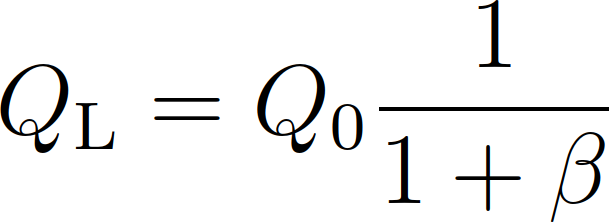 Q_L = Q_0 \frac{1}{1 + \beta}